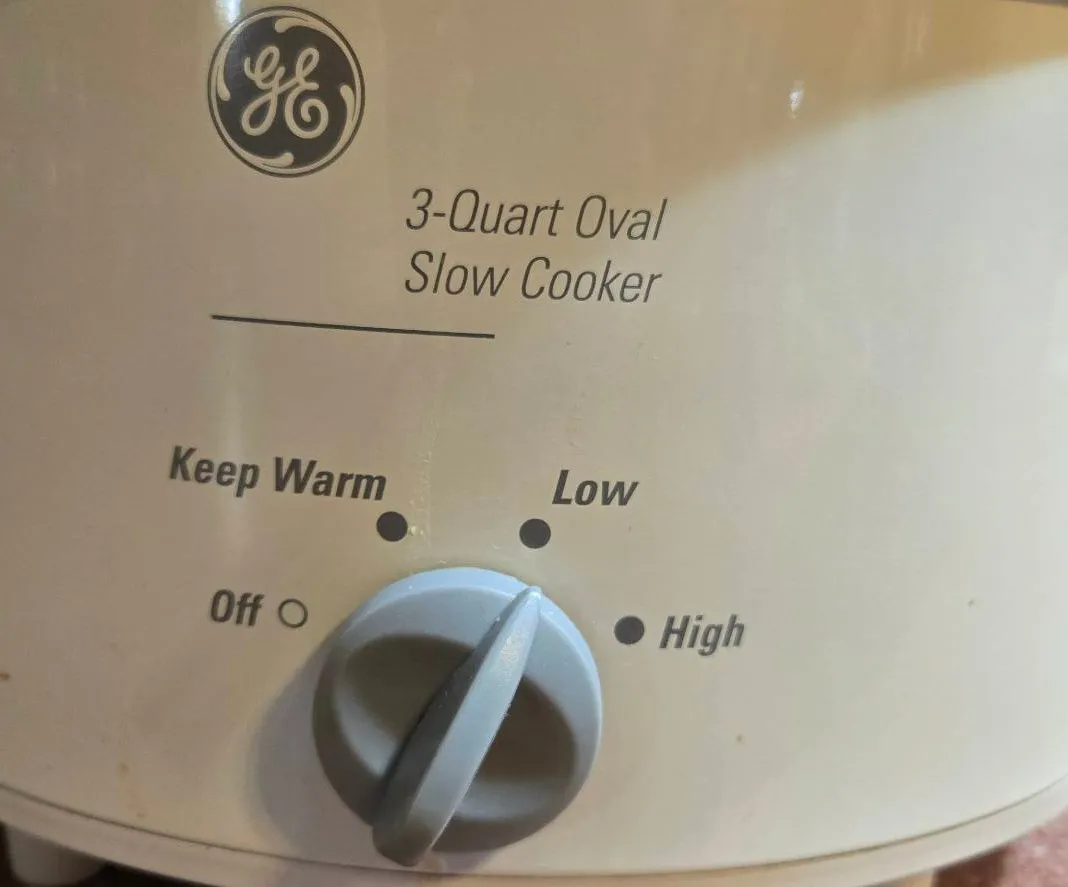 GE
3-Quart Oval
Slow Cooker
Keep Warm
Low
Off
High